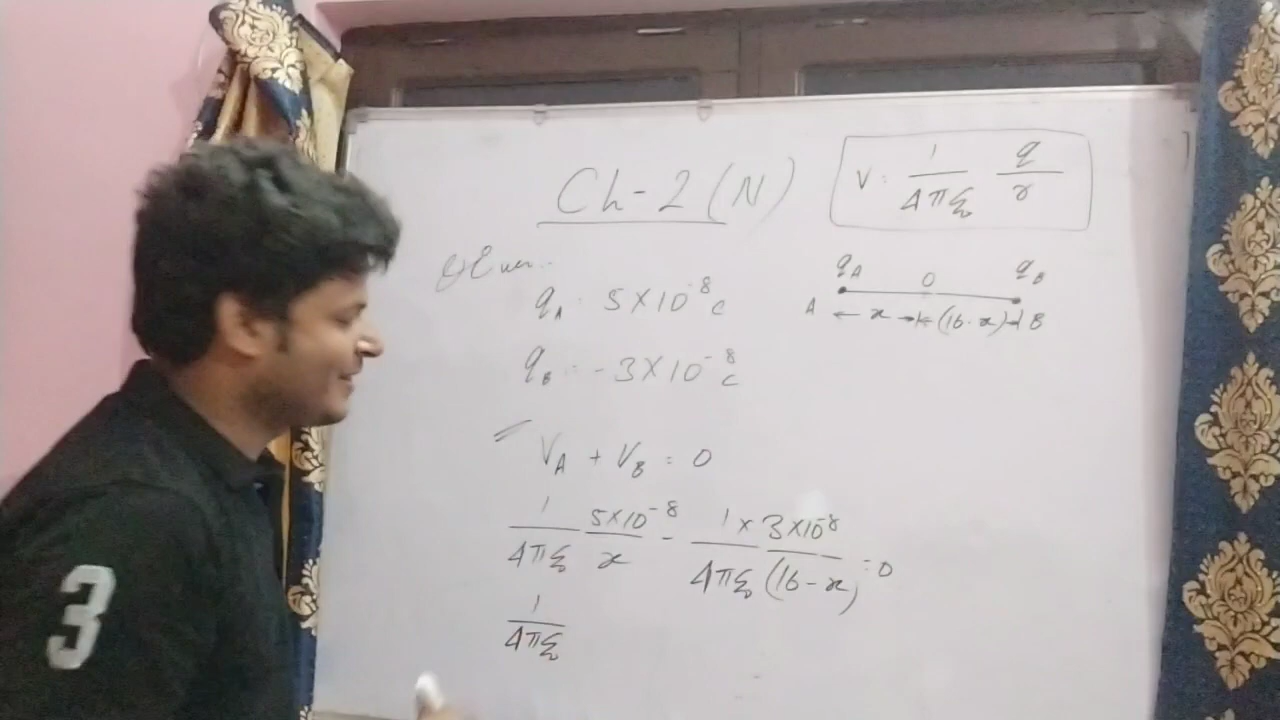 Ch-2 (N)
V : 1/4πε₀ q/r
qA O qB
A ← x →|← (16-x) →| B
qA : 5×10⁻⁸ c
qB : -3×10⁻⁸ c
VA + VB = 0
1/4πε₀ 5×10⁻⁸/x - 1×3×10⁻⁸/4πε₀ (16-x) = 0
1/4πε₀
3